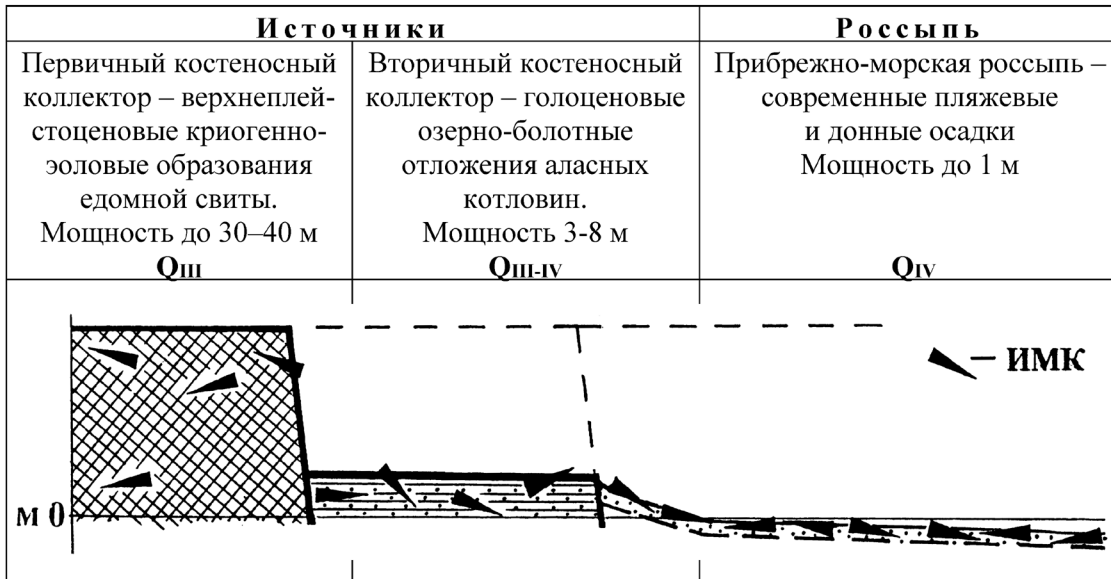 Источники
Россыпь
Первичный костеносный
коллектор – верхнеплей-
стоценовые криогенно-
эоловые образования
едомной свиты.
Мощность до 30–40 м
QIII
Вторичный костеносный
коллектор – голоценовые
озерно-болотные
отложения аласных
котловин.
Мощность 3-8 м
QIII-IV
Прибрежно-морская россыпь –
современные пляжевые
и донные осадки
Мощность до 1 м
QIV
– ИМК
м 0